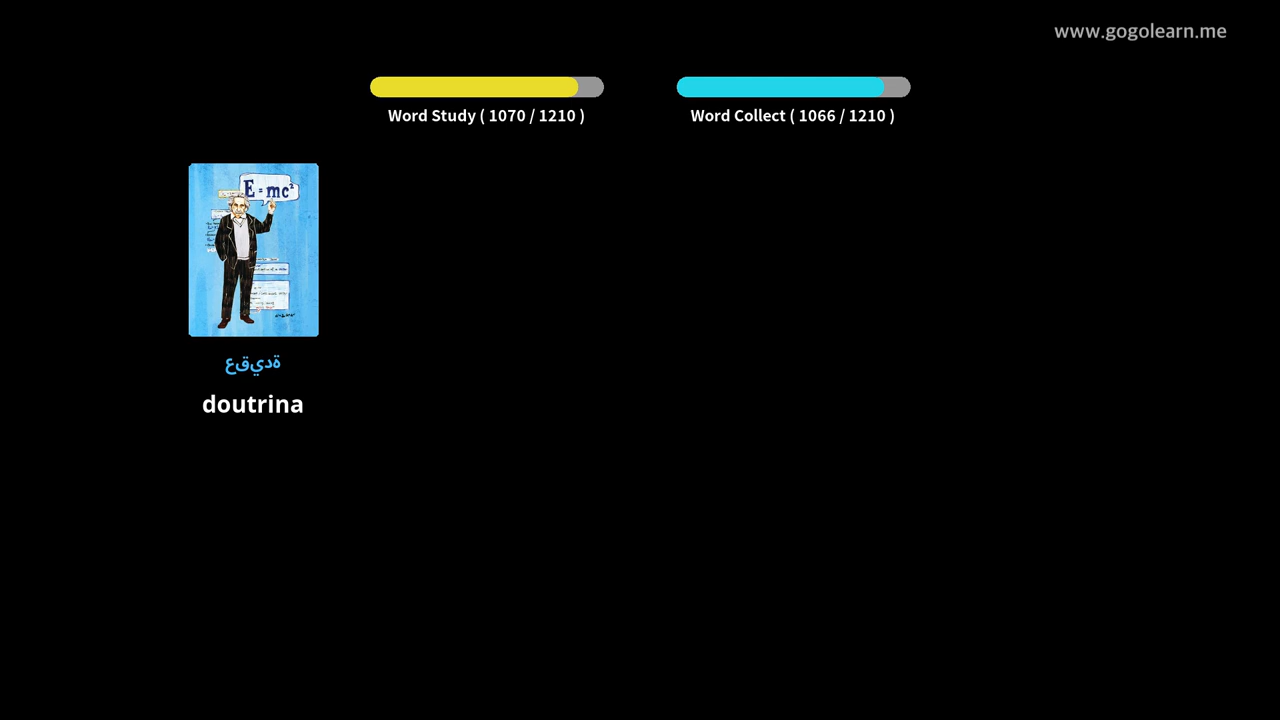 www.gogolearn.me
Word Study ( 1070 / 1210 )
Word Collect ( 1066 / 1210 )
E=mc²
عقيدة
doutrina